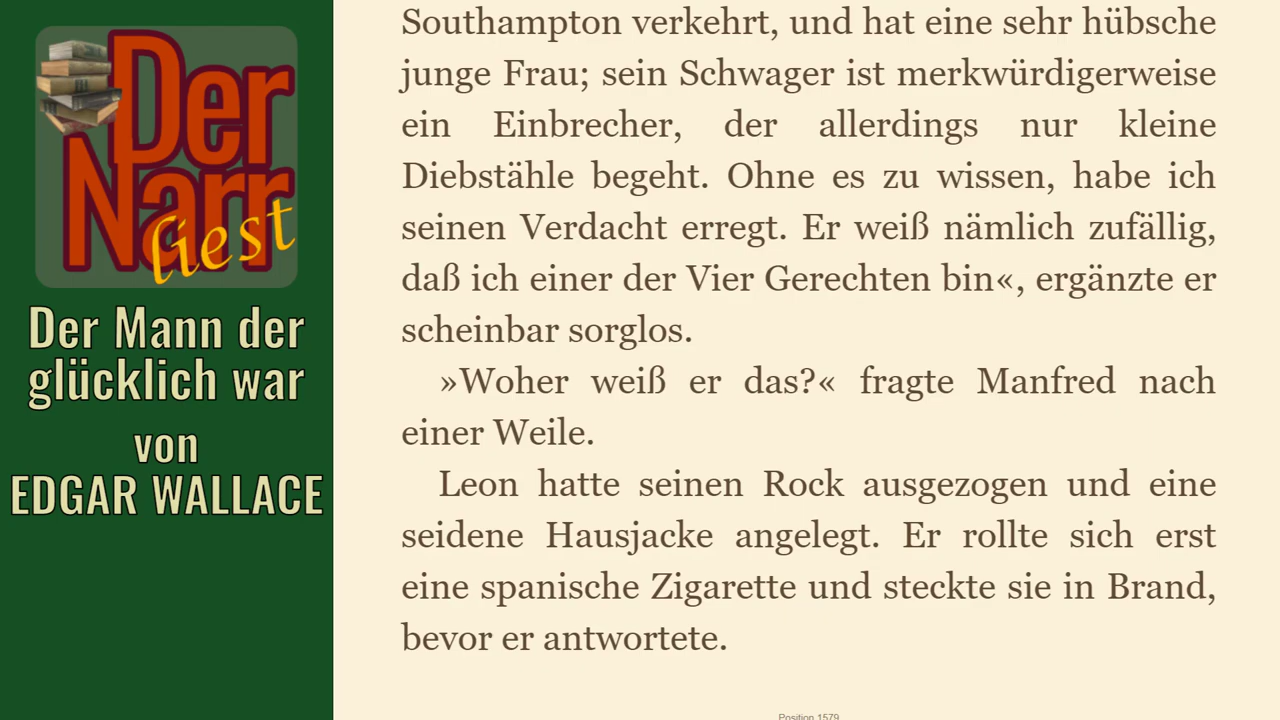 Der
Narr
liest
Der Mann der
glücklich war
von
EDGAR WALLACE
Southampton verkehrt, und hat eine sehr hübsche
junge Frau; sein Schwager ist merkwürdigerweise
ein Einbrecher, der allerdings nur kleine
Diebstähle begeht. Ohne es zu wissen, habe ich
seinen Verdacht erregt. Er weiß nämlich zufällig,
daß ich einer der Vier Gerechten bin«, ergänzte er
scheinbar sorglos.
»Woher weiß er das?« fragte Manfred nach
einer Weile.
Leon hatte seinen Rock ausgezogen und eine
seidene Hausjacke angelegt. Er rollte sich erst
eine spanische Zigarette und steckte sie in Brand,
bevor er antwortete.
Position 1579